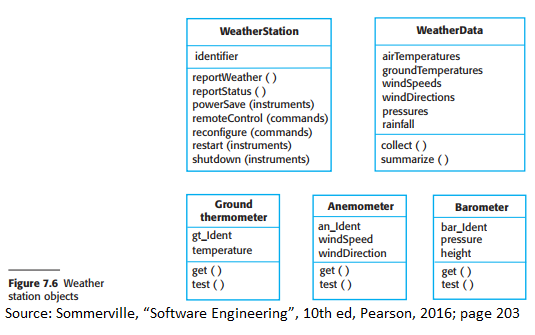 WeatherStation
identifier
reportWeather ( )
reportStatus ( )
powerSave (instruments)
remoteControl (commands)
reconfigure (commands)
restart (instruments)
shutdown (instruments)
WeatherData
airTemperatures
groundTemperatures
windSpeeds
windDirections
pressures
rainfall
collect ( )
summarize ( )
Ground
thermometer
gt_Ident
temperature
get ( )
test ( )
Anemometer
an_Ident
windSpeed
windDirection
get ( )
test ( )
Barometer
bar_Ident
pressure
height
get ( )
test ( )
Figure 7.6 Weather
station objects
Source: Sommerville, “Software Engineering”, 10th ed, Pearson, 2016; page 203